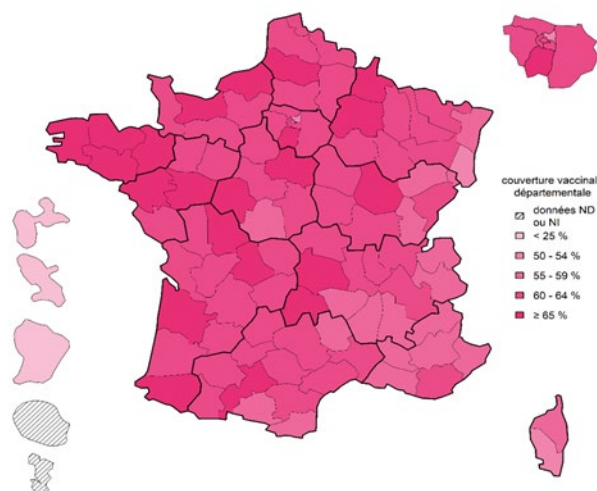 couverture vaccinal
départementale
données ND
ou NI
< 25 %
50 - 54 %
55 - 59 %
60 - 64 %
≥ 65 %